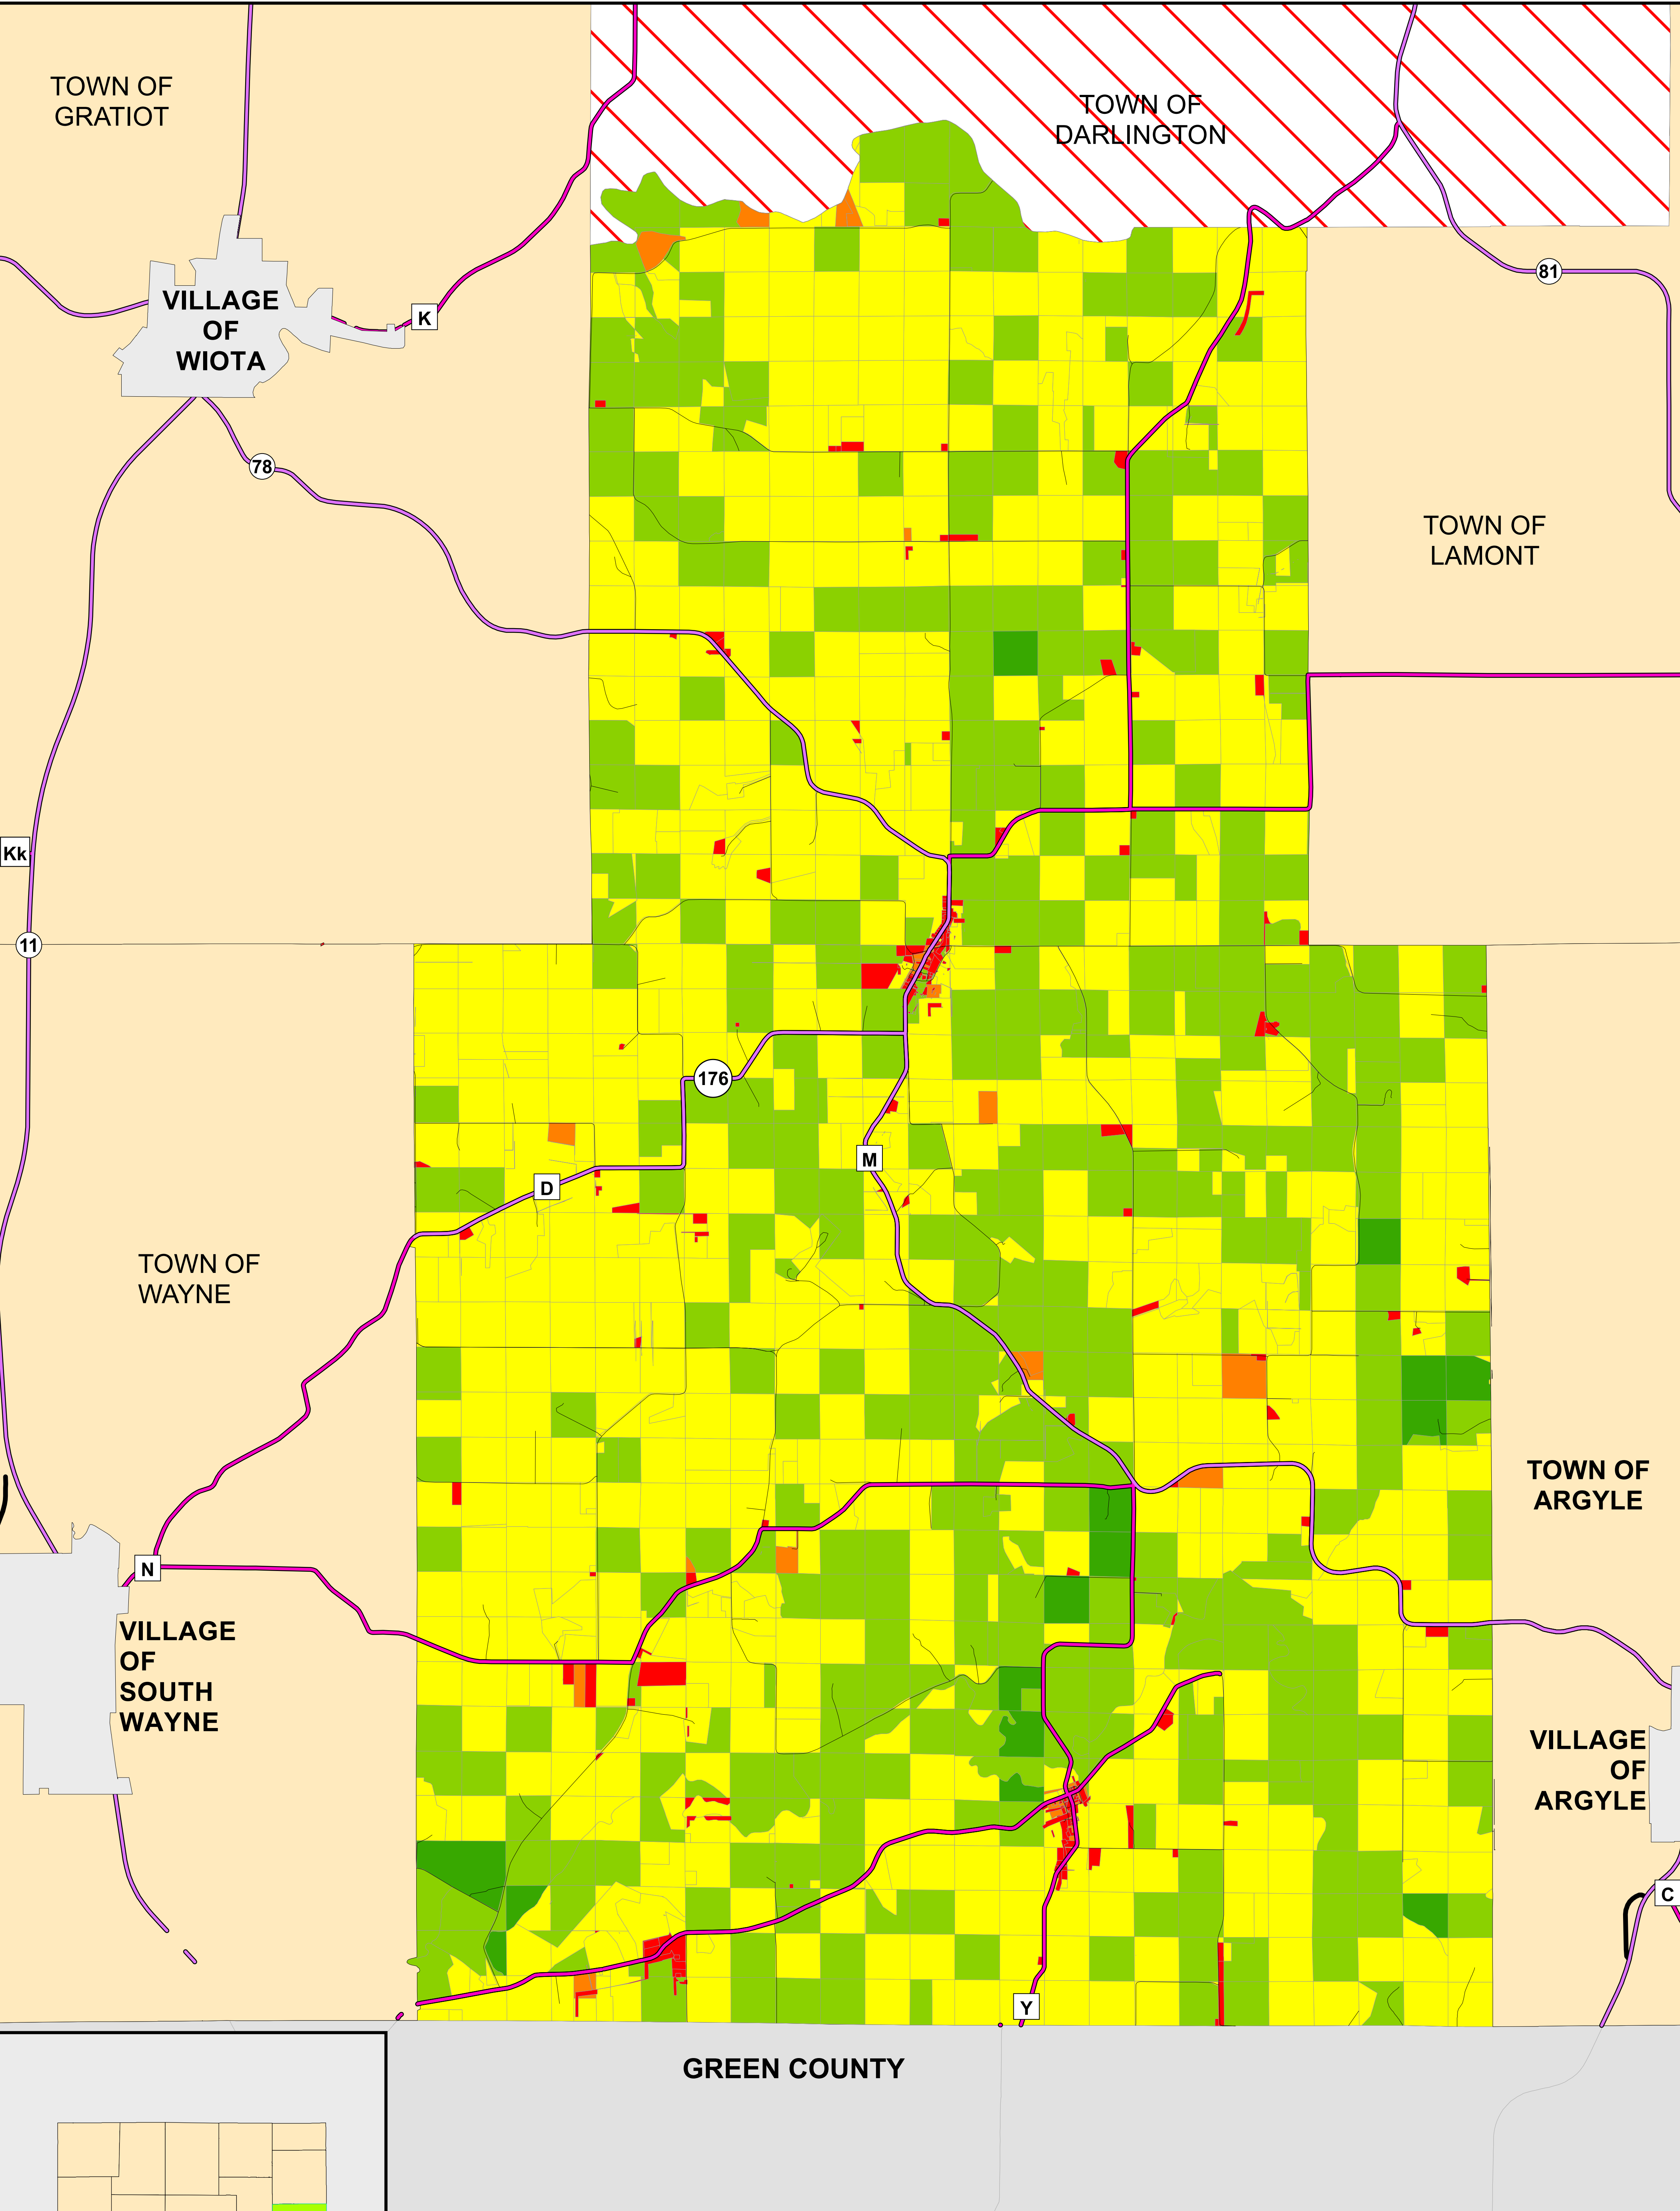 TOWN OF
GRATIOT
TOWN OF
DARLINGTON
81
VILLAGE
OF
WIOTA
K
78
TOWN OF
LAMONT
Kk
11
176
M
D
TOWN OF
WAYNE
TOWN OF
ARGYLE
N
VILLAGE
OF
SOUTH
WAYNE
VILLAGE
OF
ARGYLE
C
Y
GREEN COUNTY